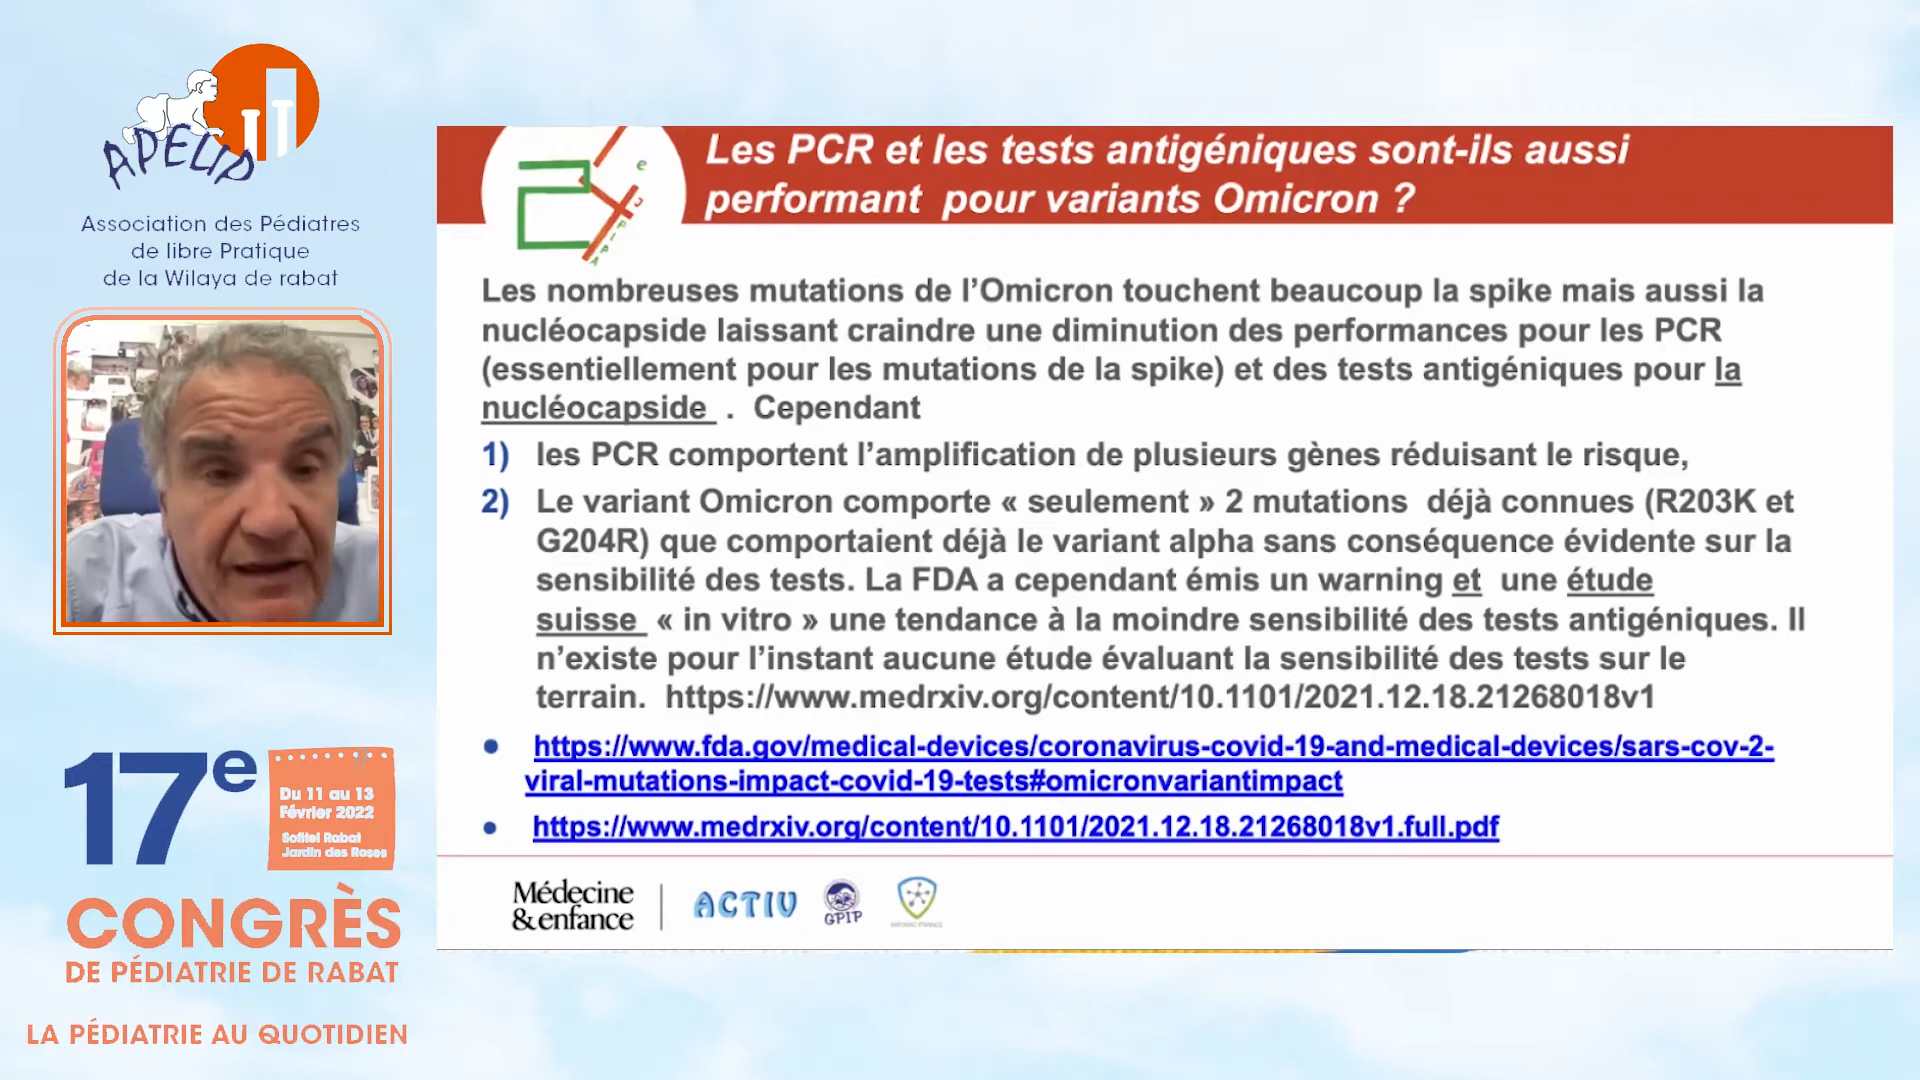 APELIP
Association des Pédiatres
de libre Pratique
de la Wilaya de rabat
17e
Du 11 au 13
Février 2022
Sofitel Rabat
Jardin des Roses
CONGRÈS
DE PÉDIATRIE DE RABAT
LA PÉDIATRIE AU QUOTIDIEN
Les PCR et les tests antigéniques sont-ils aussi
performant pour variants Omicron ?
Les nombreuses mutations de l’Omicron touchent beaucoup la spike mais aussi la
nucléocapside laissant craindre une diminution des performances pour les PCR
(essentiellement pour les mutations de la spike) et des tests antigéniques pour la
nucléocapside . Cependant
1) les PCR comportent l’amplification de plusieurs gènes réduisant le risque,
2) Le variant Omicron comporte « seulement » 2 mutations déjà connues (R203K et
G204R) que comportaient déjà le variant alpha sans conséquence évidente sur la
sensibilité des tests. La FDA a cependant émis un warning et une étude
suisse « in vitro » une tendance à la moindre sensibilité des tests antigéniques. Il
n’existe pour l’instant aucune étude évaluant la sensibilité des tests sur le
terrain. https://www.medrxiv.org/content/10.1101/2021.12.18.21268018v1
• https://www.fda.gov/medical-devices/coronavirus-covid-19-and-medical-devices/sars-cov-2-
viral-mutations-impact-covid-19-tests#omicronvariantimpact
• https://www.medrxiv.org/content/10.1101/2021.12.18.21268018v1.full.pdf
Médecine
&enfance
ACTIV
GPIP